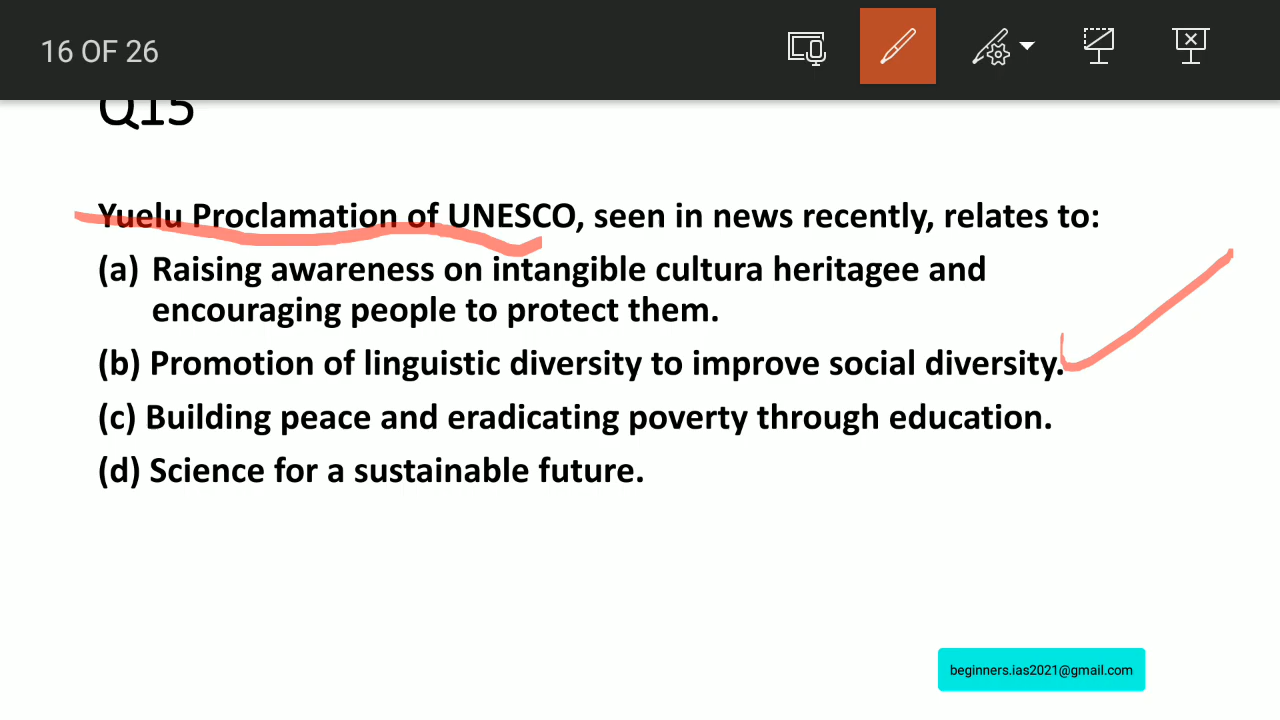 16 OF 26
Q15
Yuelu Proclamation of UNESCO, seen in news recently, relates to:
(a) Raising awareness on intangible cultura heritagee and
encouraging people to protect them.
(b) Promotion of linguistic diversity to improve social diversity.
(c) Building peace and eradicating poverty through education.
(d) Science for a sustainable future.
beginners.ias2021@gmail.com